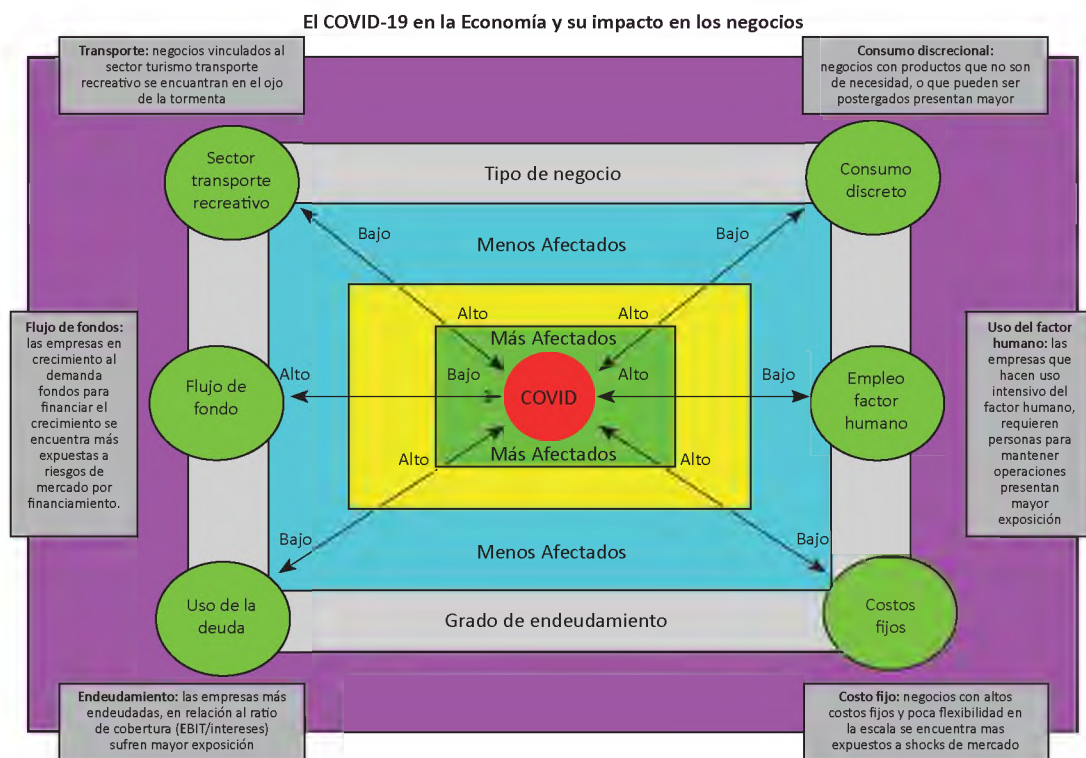 El COVID-19 en la Economía y su impacto en los negocios
Transporte: negocios vinculados al
sector turismo transporte
recreativo se encuantran en el ojo
de la tormenta
Consumo discrecional:
negocios con productos que no son
de necesidad, o que pueden ser
postergados presentan mayor
Sector
transporte
recreativo
Tipo de negocio
Consumo
discreto
Bajo
Menos Afectados
Bajo
Alto
Alto
Más Afectados
Flujo de fondos:
las empresas en
crecimiento al
demanda
fondos para
financiar el
crecimiento se
encuentra más
expuestas a
riesgos de
mercado por
financiamiento.
Flujo de
fondo
Alto
Bajo
COVID
Alto
Bajo
Empleo
factor
humano
Uso del factor
humano: las
empresas que
hacen uso
intensivo del
factor humano,
requieren
personas para
mantener
operaciones
presentan
mayor
exposición
Alto
Más Afectados
Alto
Bajo
Menos Afectados
Bajo
Uso de la
deuda
Grado de endeudamiento
Costos
fijos
Endeudamiento: las empresas más
endeudadas, en relación al ratio
de cobertura (EBIT/intereses)
sufren mayor exposición
Costo fijo: negocios con altos
costos fijos y poca flexibilidad en
la escala se encuentra mas
expuestos a shocks de mercado